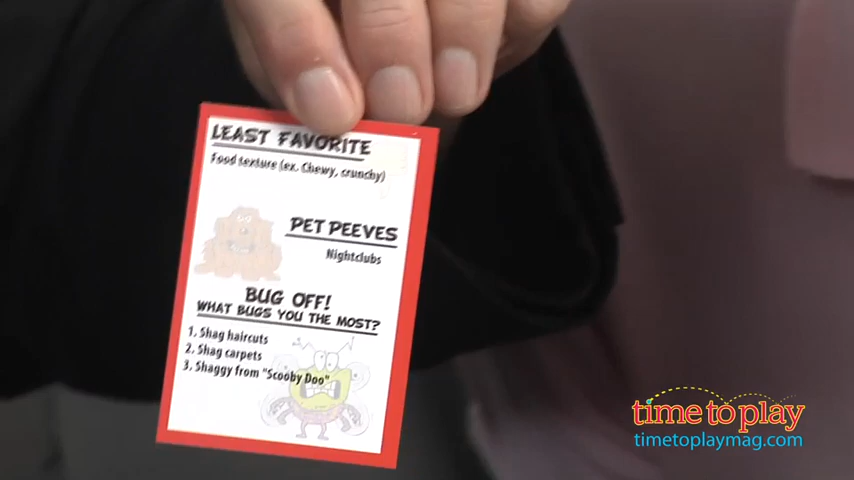 LEAST FAVORITE
Food texture (ex. Chewy, crunchy)
PET PEEVES
Nightclubs
BUG OFF!
WHAT BUGS YOU THE MOST?
1. Shag haircuts
2. Shag carpets
3. Shaggy from "Scooby Doo"
time to play
timetoplaymag.com